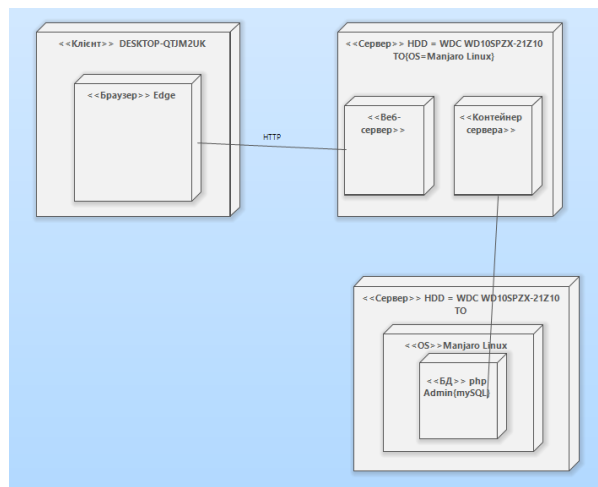 <<Клієнт>> DESKTOP-QTJM2UK
<<Браузер>> Edge
HTTP
<<Сервер>> HDD = WDC WD10SPZX-21Z10
TO{OS=Manjaro Linux}
<<Веб-
сервер>>
<<Контейнер
сервера>>
<<Сервер>> HDD = WDC WD10SPZX-21Z10
TO
<<OS>>Manjaro Linux
<<БД>> php
Admin{mySQL}